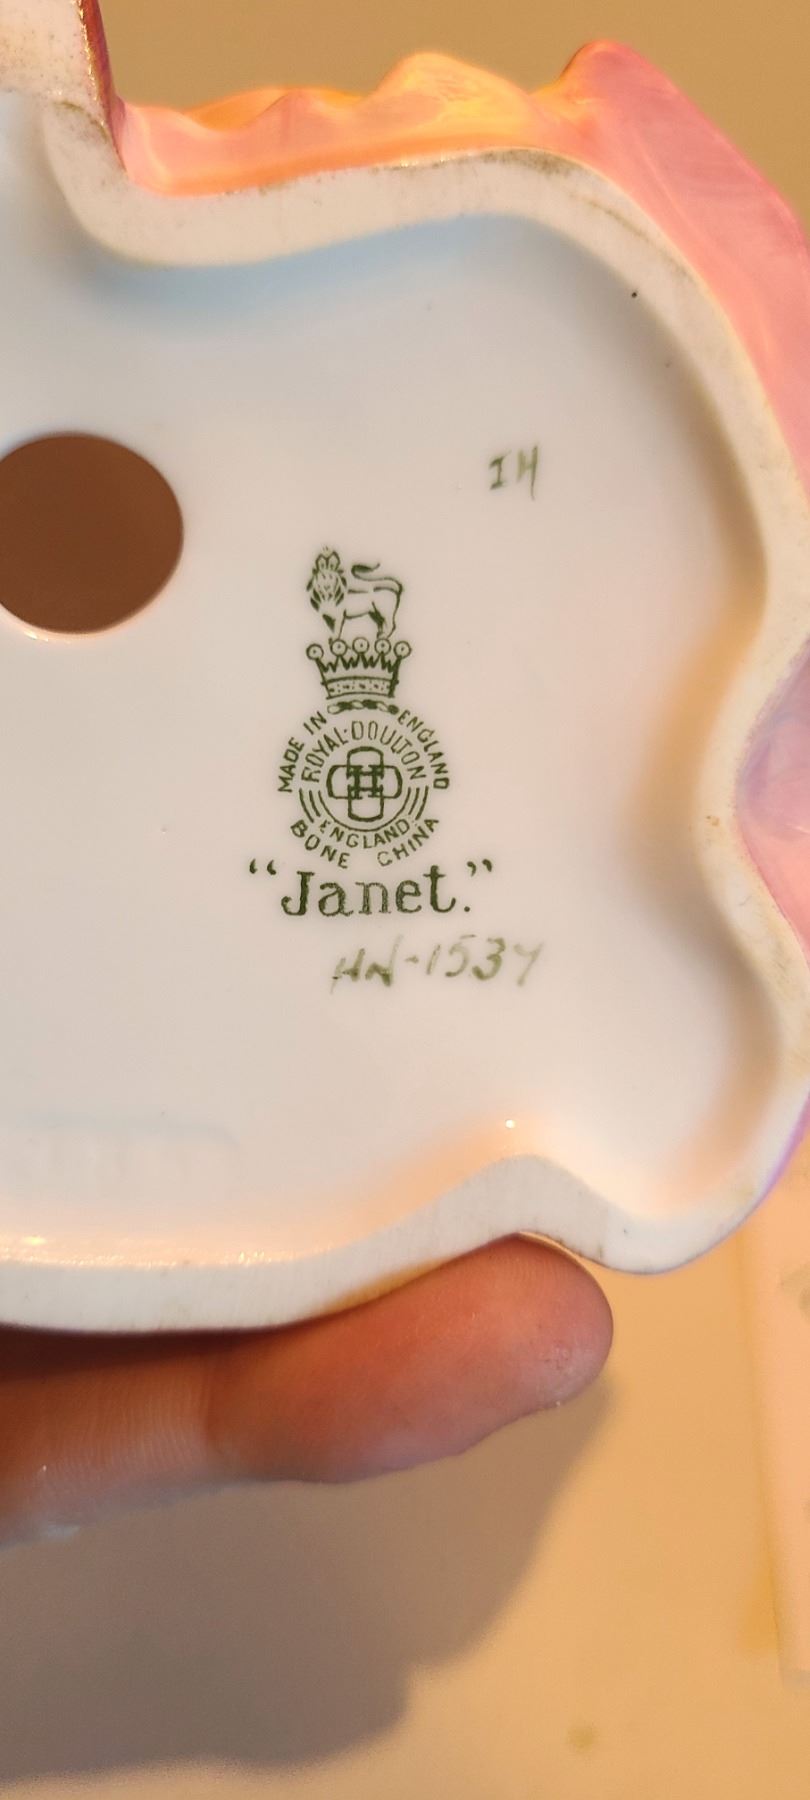 IH
MADE IN ENGLAND
ROYAL·DOULTON
ENGLAND.
BONE CHINA
“Janet.”
HN-1537